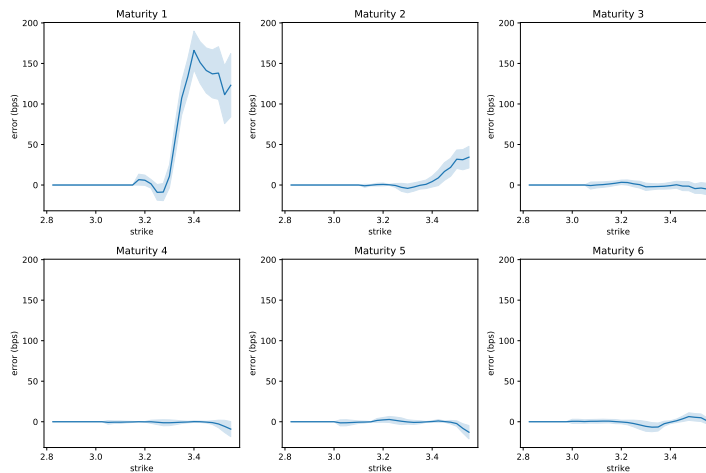 Maturity 1
200
150
100
50
0
error (bps)
2.8 3.0 3.2 3.4
strike
Maturity 2
200
150
100
50
0
error (bps)
2.8 3.0 3.2 3.4
strike
Maturity 3
200
150
100
50
0
error (bps)
2.8 3.0 3.2 3.4
strike
Maturity 4
200
150
100
50
0
error (bps)
2.8 3.0 3.2 3.4
strike
Maturity 5
200
150
100
50
0
error (bps)
2.8 3.0 3.2 3.4
strike
Maturity 6
200
150
100
50
0
error (bps)
2.8 3.0 3.2 3.4
strike